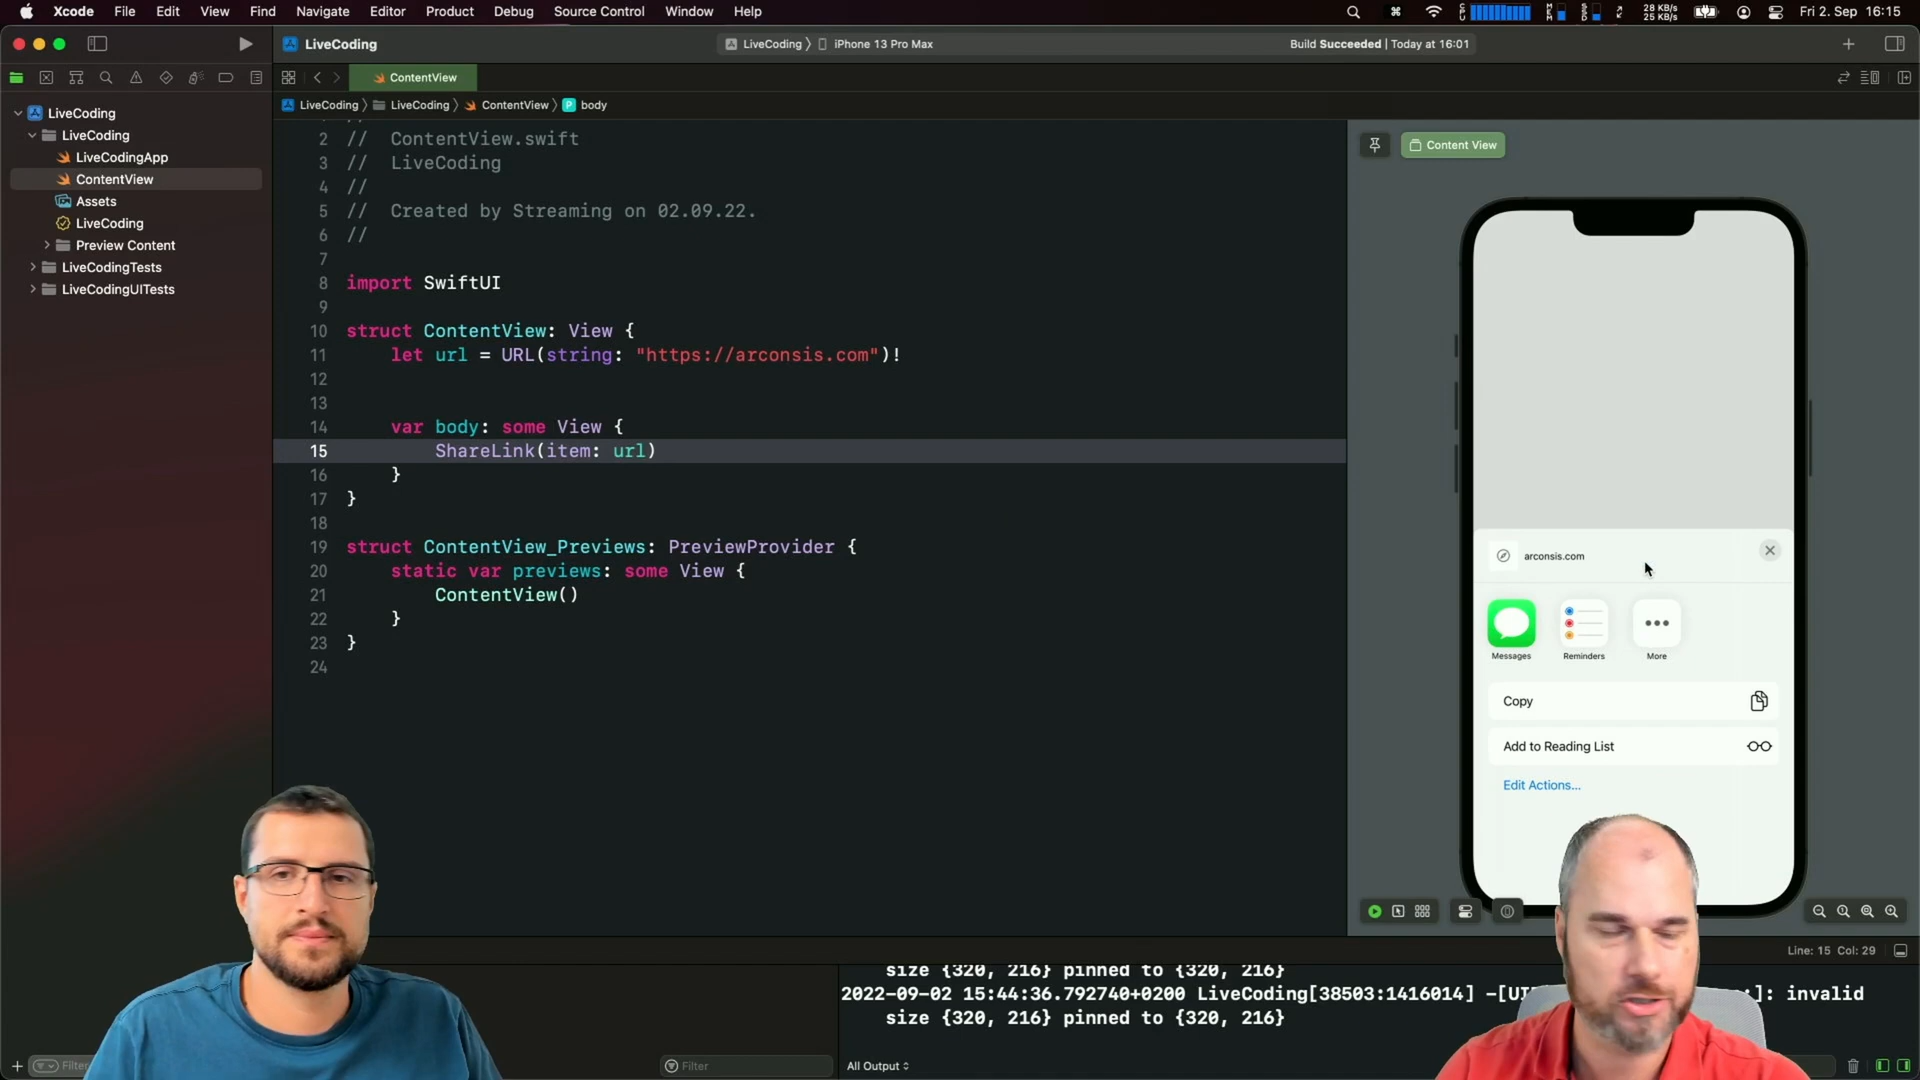 Xcode File Edit View Find Navigate Editor Product Debug Source Control Window Help
28 KB/s
25 KB/s
Fri 2. Sep 16:15
LiveCoding
LiveCoding 〉 iPhone 13 Pro Max
Build Succeeded | Today at 16:01
ContentView
LiveCoding 〉 LiveCoding 〉 ContentView 〉 body
LiveCoding
LiveCoding
LiveCodingApp
ContentView
Assets
LiveCoding
Preview Content
LiveCodingTests
LiveCodingUITests
2 // ContentView.swift
3 // LiveCoding
4 //
5 // Created by Streaming on 02.09.22.
6 //
7
8 import SwiftUI
9
10 struct ContentView: View {
11 let url = URL(string: "https://arconsis.com")!
12
13
14 var body: some View {
15 ShareLink(item: url)
16 }
17 }
18
19 struct ContentView_Previews: PreviewProvider {
20 static var previews: some View {
21 ContentView()
22 }
23 }
24
Content View
arconsis.com
Messages Reminders More
Copy
Add to Reading List
Edit Actions...
Line: 15 Col: 29
size {320, 216} pinned to {320, 216}
2022-09-02 15:44:36.792740+0200 LiveCoding[38503:1416014] -[UI :]: invalid
size {320, 216} pinned to {320, 216}
Filter
Filter
All Output